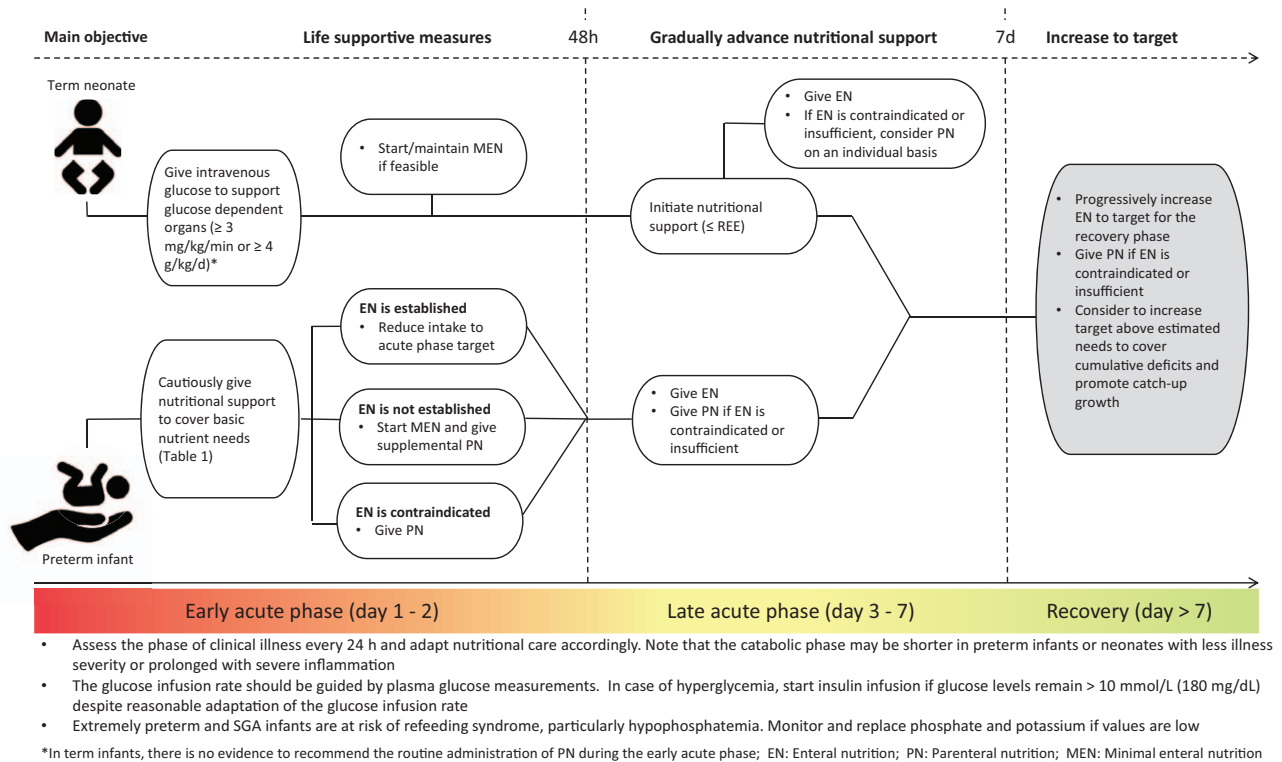 Main objective
Life supportive measures
48h
Gradually advance nutritional support
7d
Increase to target
Term neonate
Give intravenous
glucose to support
glucose dependent
organs (≥ 3
mg/kg/min or ≥ 4
g/kg/d)*
• Start/maintain MEN
if feasible
Initiate nutritional
support (≤ REE)
• Give EN
• If EN is contraindicated or
insufficient, consider PN
on an individual basis
Cautiously give
nutritional support
to cover basic
nutrient needs
(Table 1)
EN is established
• Reduce intake to
acute phase target
EN is not established
• Start MEN and give
supplemental PN
EN is contraindicated
• Give PN
• Give EN
• Give PN if EN is
contraindicated or
insufficient
• Progressively increase
EN to target for the
recovery phase
• Give PN if EN is
contraindicated or
insufficient
• Consider to increase
target above estimated
needs to cover
cumulative deficits and
promote catch-up
growth
Preterm infant
Early acute phase (day 1 - 2)
Late acute phase (day 3 - 7)
Recovery (day > 7)
• Assess the phase of clinical illness every 24 h and adapt nutritional care accordingly. Note that the catabolic phase may be shorter in preterm infants or neonates with less illness
severity or prolonged with severe inflammation
• The glucose infusion rate should be guided by plasma glucose measurements. In case of hyperglycemia, start insulin infusion if glucose levels remain > 10 mmol/L (180 mg/dL)
despite reasonable adaptation of the glucose infusion rate
• Extremely preterm and SGA infants are at risk of refeeding syndrome, particularly hypophosphatemia. Monitor and replace phosphate and potassium if values are low
*In term infants, there is no evidence to recommend the routine administration of PN during the early acute phase; EN: Enteral nutrition; PN: Parenteral nutrition; MEN: Minimal enteral nutrition